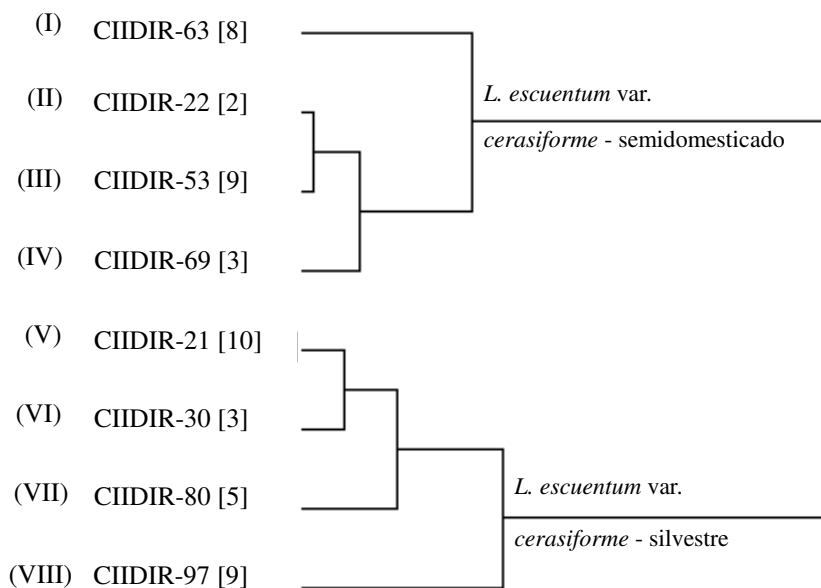 (I) CIIDIR-63 [8]
L. escuentum var.
(II) CIIDIR-22 [2]
cerasiforme - semidomesticado
(III) CIIDIR-53 [9]
(IV) CIIDIR-69 [3]
(V) CIIDIR-21 [10]
(VI) CIIDIR-30 [3]
L. escuentum var.
(VII) CIIDIR-80 [5]
cerasiforme - silvestre
(VIII) CIIDIR-97 [9]